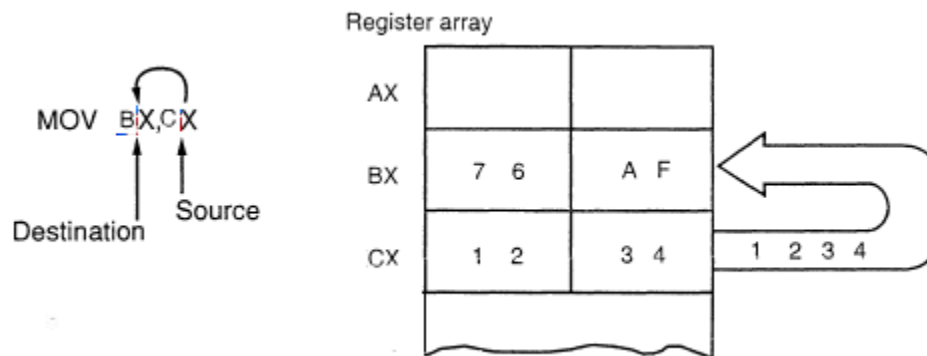 Register array
MOV BX,CX
Destination
Source
AX
BX 7 6 A F
CX 1 2 3 4 1 2 3 4